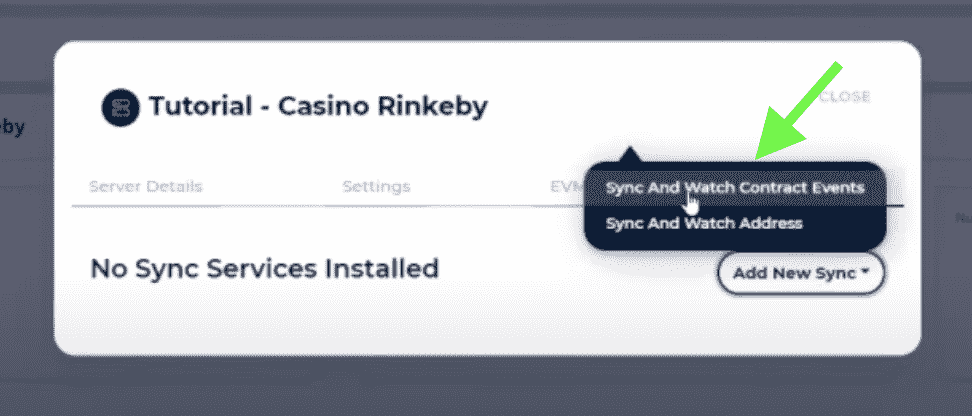 Tutorial - Casino Rinkeby
CLOSE
eby
Server Details
Settings
EVM
Sync And Watch Contract Events
Sync And Watch Address
No Sync Services Installed
Add New Sync